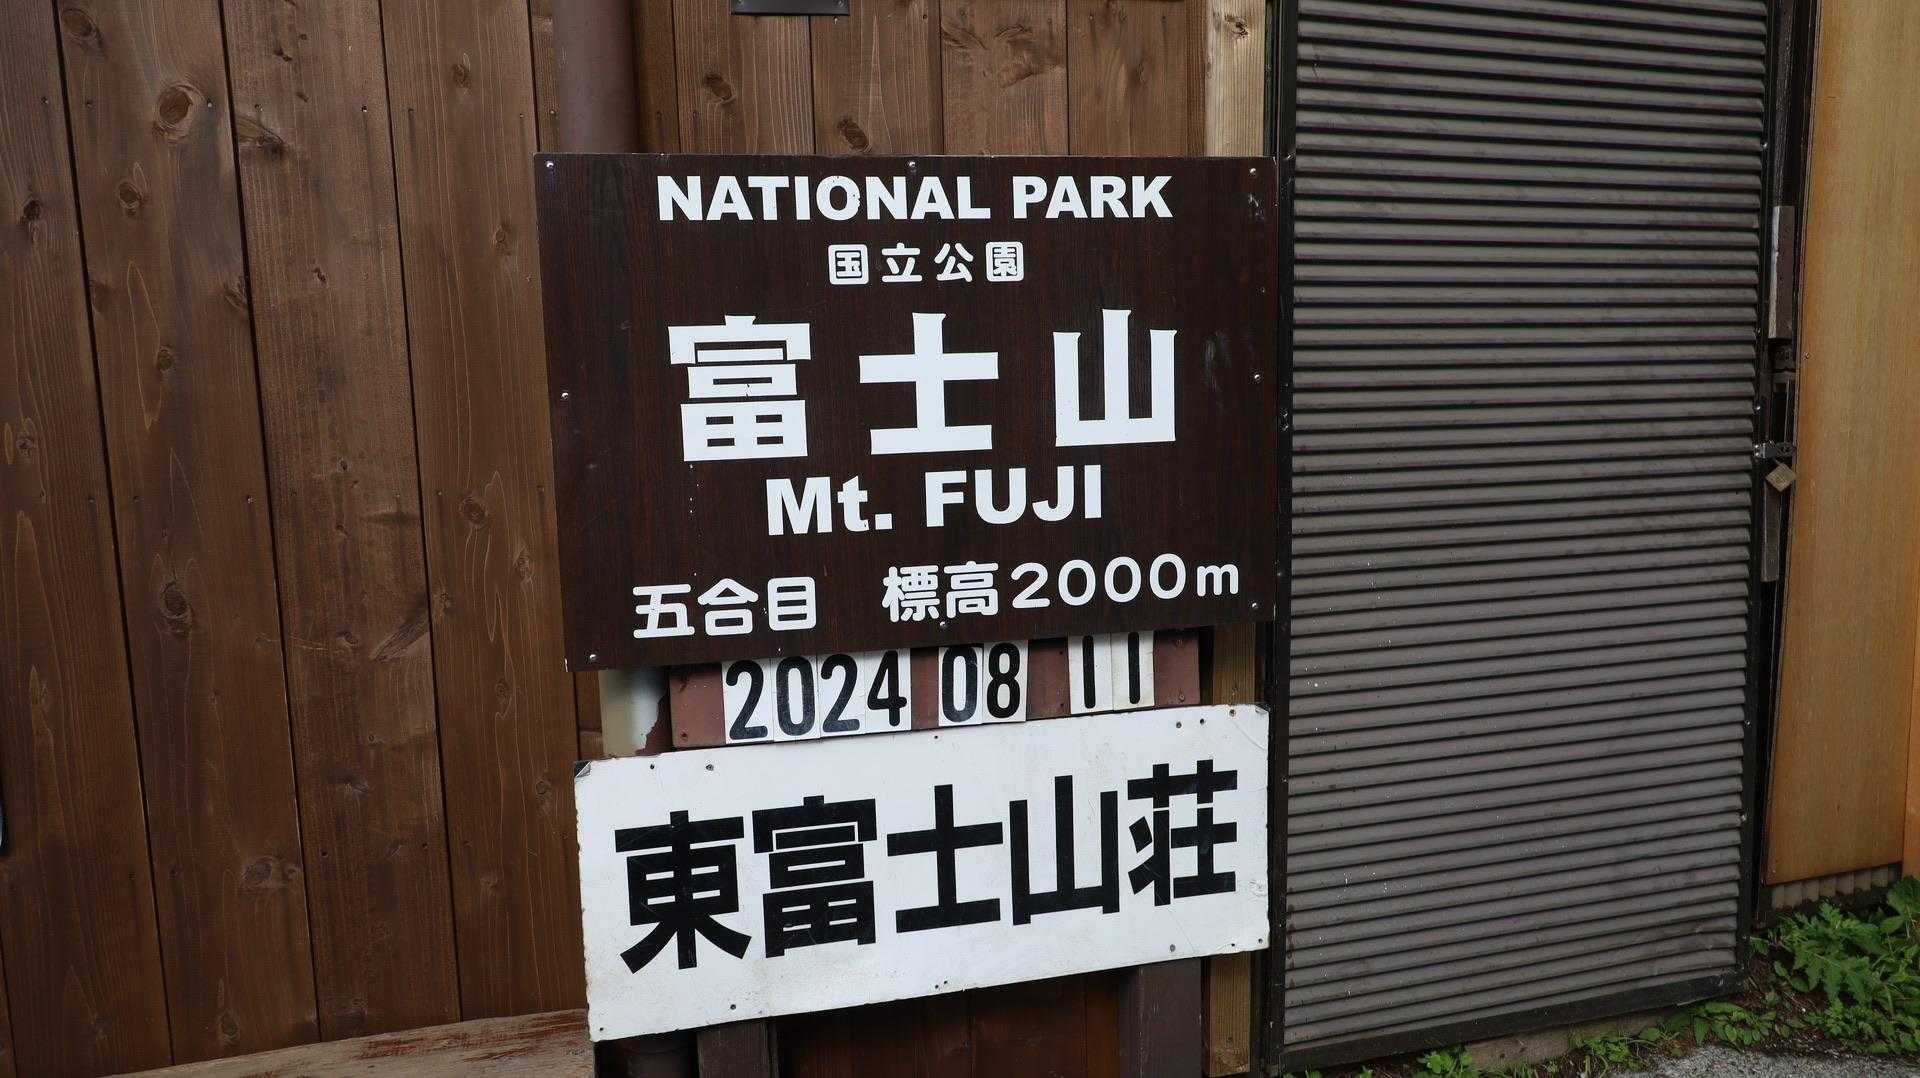 NATIONAL PARK
国立公園
富士山
Mt. FUJI
五合目 標高2000m
2024 08 11
東富士山荘